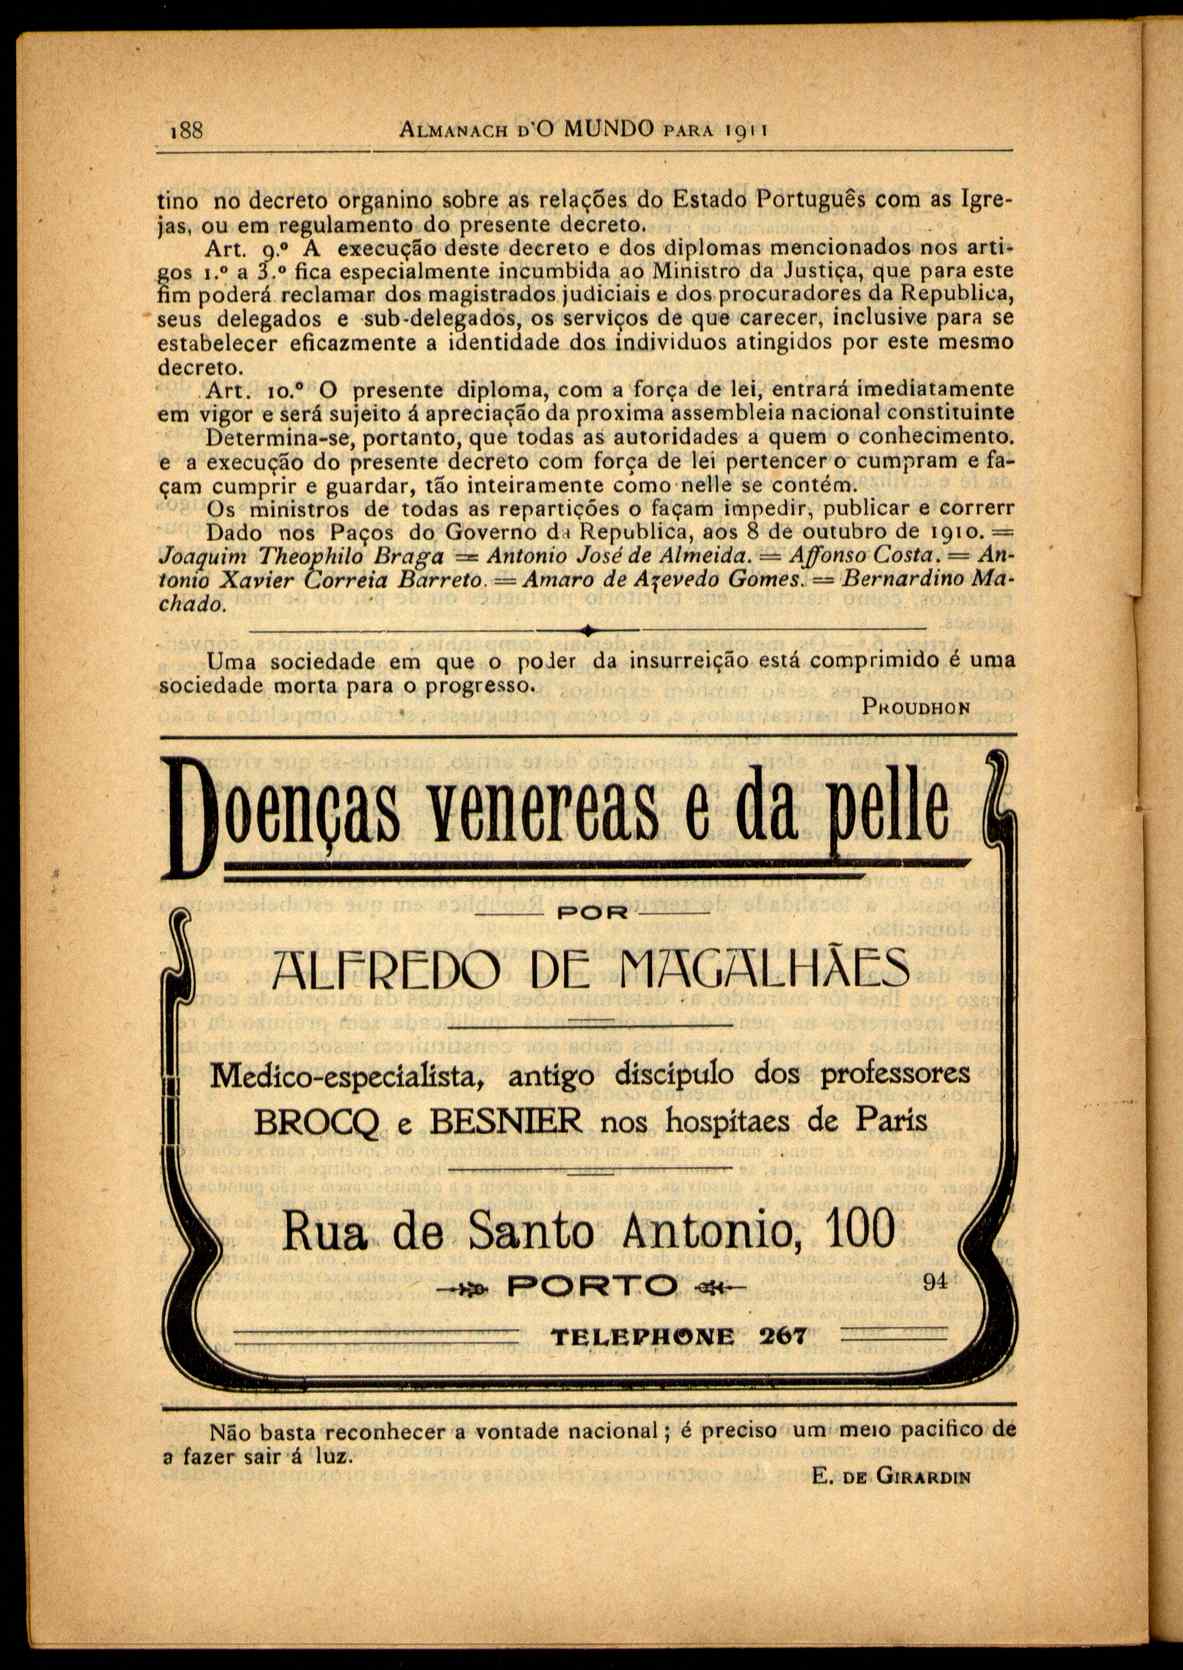 188 ALMANACH D'O MUNDO PARA 1911
tino no decreto organino sobre as relações do Estado Português com as Igre-
jas, ou em regulamento do presente decreto.
Art. 9.º A execução deste decreto e dos diplomas mencionados nos arti-
gos 1.º a 3.º fica especialmente incumbida ao Ministro da Justiça, que para este
fim poderá reclamar dos magistrados judiciais e dos procuradores da Republica,
seus delegados e sub-delegados, os serviços de que carecer, inclusive para se
estabelecer eficazmente a identidade dos individuos atingidos por este mesmo
decreto.
Art. 10.º O presente diploma, com a força de lei, entrará imediatamente
em vigor e será sujeito á apreciação da proxima assembleia nacional constituinte
Determina-se, portanto, que todas as autoridades a quem o conhecimento.
e a execução do presente decreto com força de lei pertencer o cumpram e fa-
çam cumprir e guardar, tão inteiramente como nelle se contém.
Os ministros de todas as repartições o façam impedir, publicar e correrr
Dado nos Paços do Governo da Republica, aos 8 de outubro de 1910. =
Joaquim Theophilo Braga = Antonio José de Almeida. = Affonso Costa. = An-
tonio Xavier Correia Barreto. = Amaro de Azevedo Gomes. = Bernardino Ma-
chado.
Uma sociedade em que o poder da insurreição está comprimido é uma
sociedade morta para o progresso.
PROUDHON
Doenças venereas e da pelle
POR
ALFREDO DE MAGALHÃES
Medico-especialista, antigo discipulo dos professores
BROCQ e BESNIER nos hospitaes de Paris
Rua de Santo Antonio, 100
PORTO 94
TELEPHONE 267
Não basta reconhecer a vontade nacional; é preciso um meio pacifico de
a fazer sair á luz.
E. DE GIRARDIN